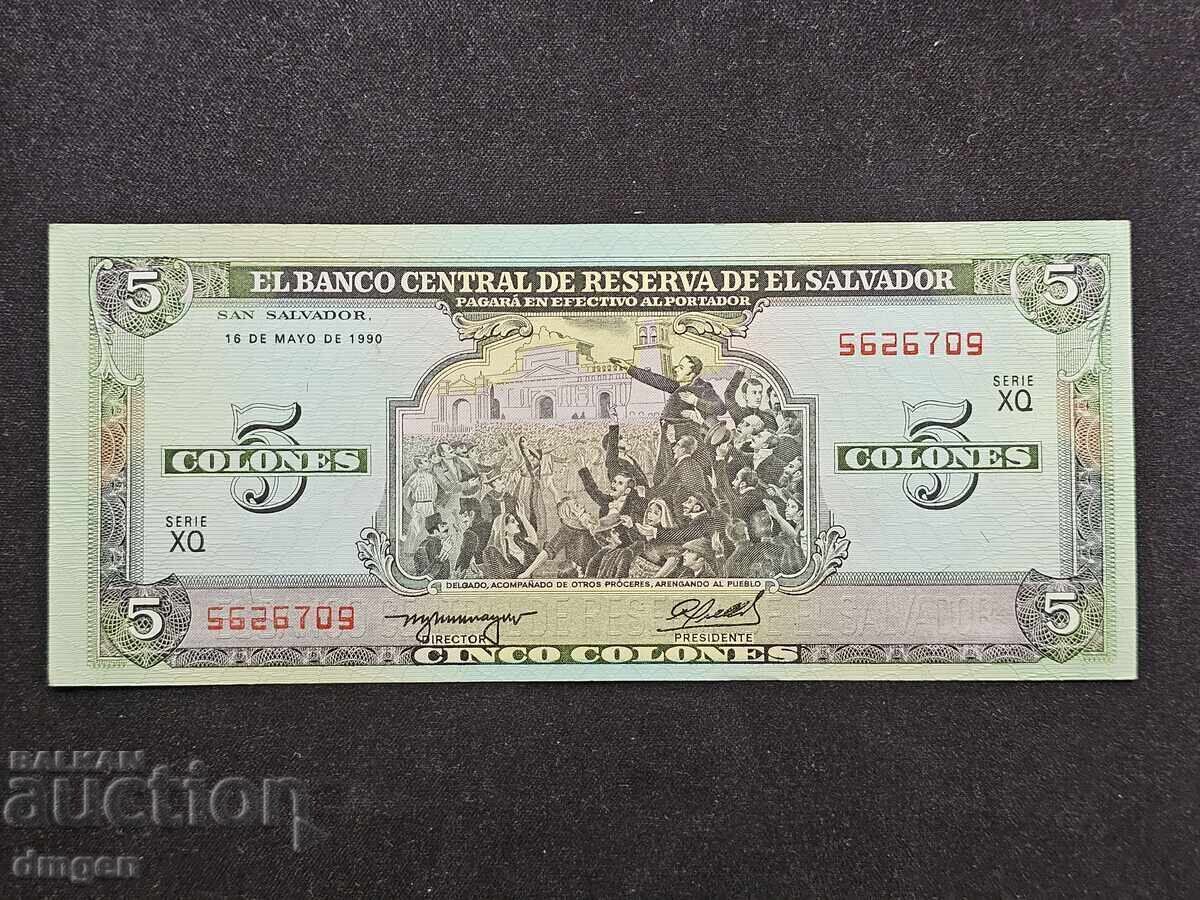 5 EL BANCO CENTRAL DE RESERVA DE EL SALVADOR 5
PAGARÁ EN EFECTIVO AL PORTADOR
SAN SALVADOR,
16 DE MAYO DE 1990
5626709
SERIE
XQ
5
COLONES
5
COLONES
SERIE
XQ
DELGADO, ACOMPAÑADO DE OTROS PRÓCERES, ARENGANDO AL PUEBLO
5
5626709
DIRECTOR
PRESIDENTE
5
CINCO COLONES
BALKAN
auction
dmgen